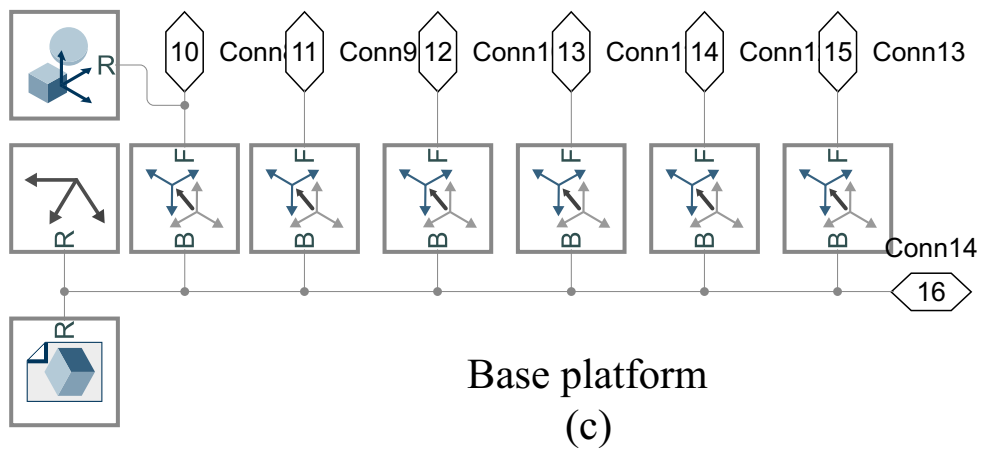 R
10 Conn 11 Conn9 12 Conn1 13 Conn1 14 Conn1 15 Conn13
F F F F F F
R B B B B B B
Conn14
16
R
Base platform
(c)